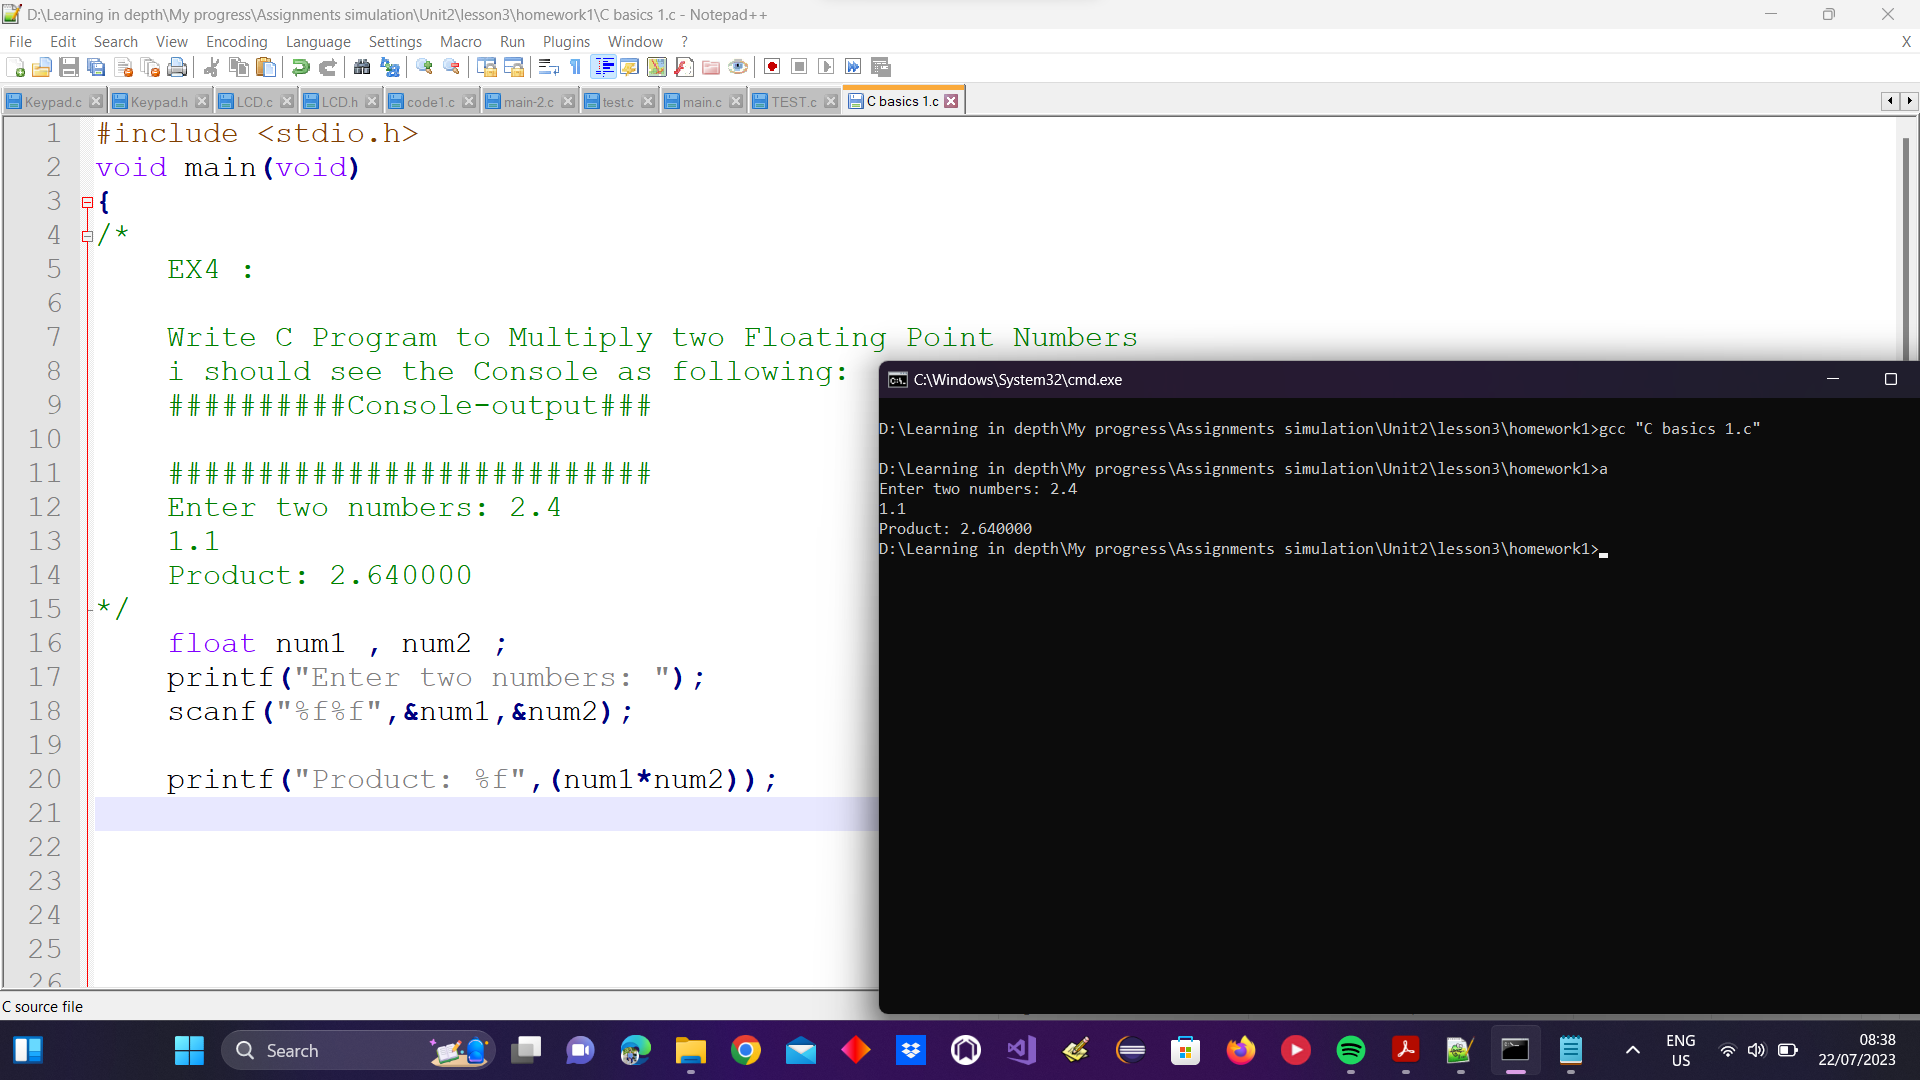 D:\Learning in depth\My progress\Assignments simulation\Unit2\lesson3\homework1\C basics 1.c - Notepad++
File Edit Search View Encoding Language Settings Macro Run Plugins Window ? X
Keypad.c Keypad.h LCD.c LCD.h code1.c main-2.c test.c main.c TEST.c C basics 1.c
1 #include <stdio.h>
2 void main(void)
3 {
4 /*
5 EX4 :
6
7 Write C Program to Multiply two Floating Point Numbers
8 i should see the Console as following:
9 ##########Console-output###
10
11 ###########################
12 Enter two numbers: 2.4
13 1.1
14 Product: 2.640000
15 */
16 float num1 , num2 ;
17 printf("Enter two numbers: ");
18 scanf("%f%f",&num1,&num2);
19
20 printf("Product: %f",(num1*num2));
21
22
23
24
25
26
C:\Windows\System32\cmd.exe
D:\Learning in depth\My progress\Assignments simulation\Unit2\lesson3\homework1>gcc "C basics 1.c"
D:\Learning in depth\My progress\Assignments simulation\Unit2\lesson3\homework1>a
Enter two numbers: 2.4
1.1
Product: 2.640000
D:\Learning in depth\My progress\Assignments simulation\Unit2\lesson3\homework1>
C source file
Search
ENG
US
08:38
22/07/2023